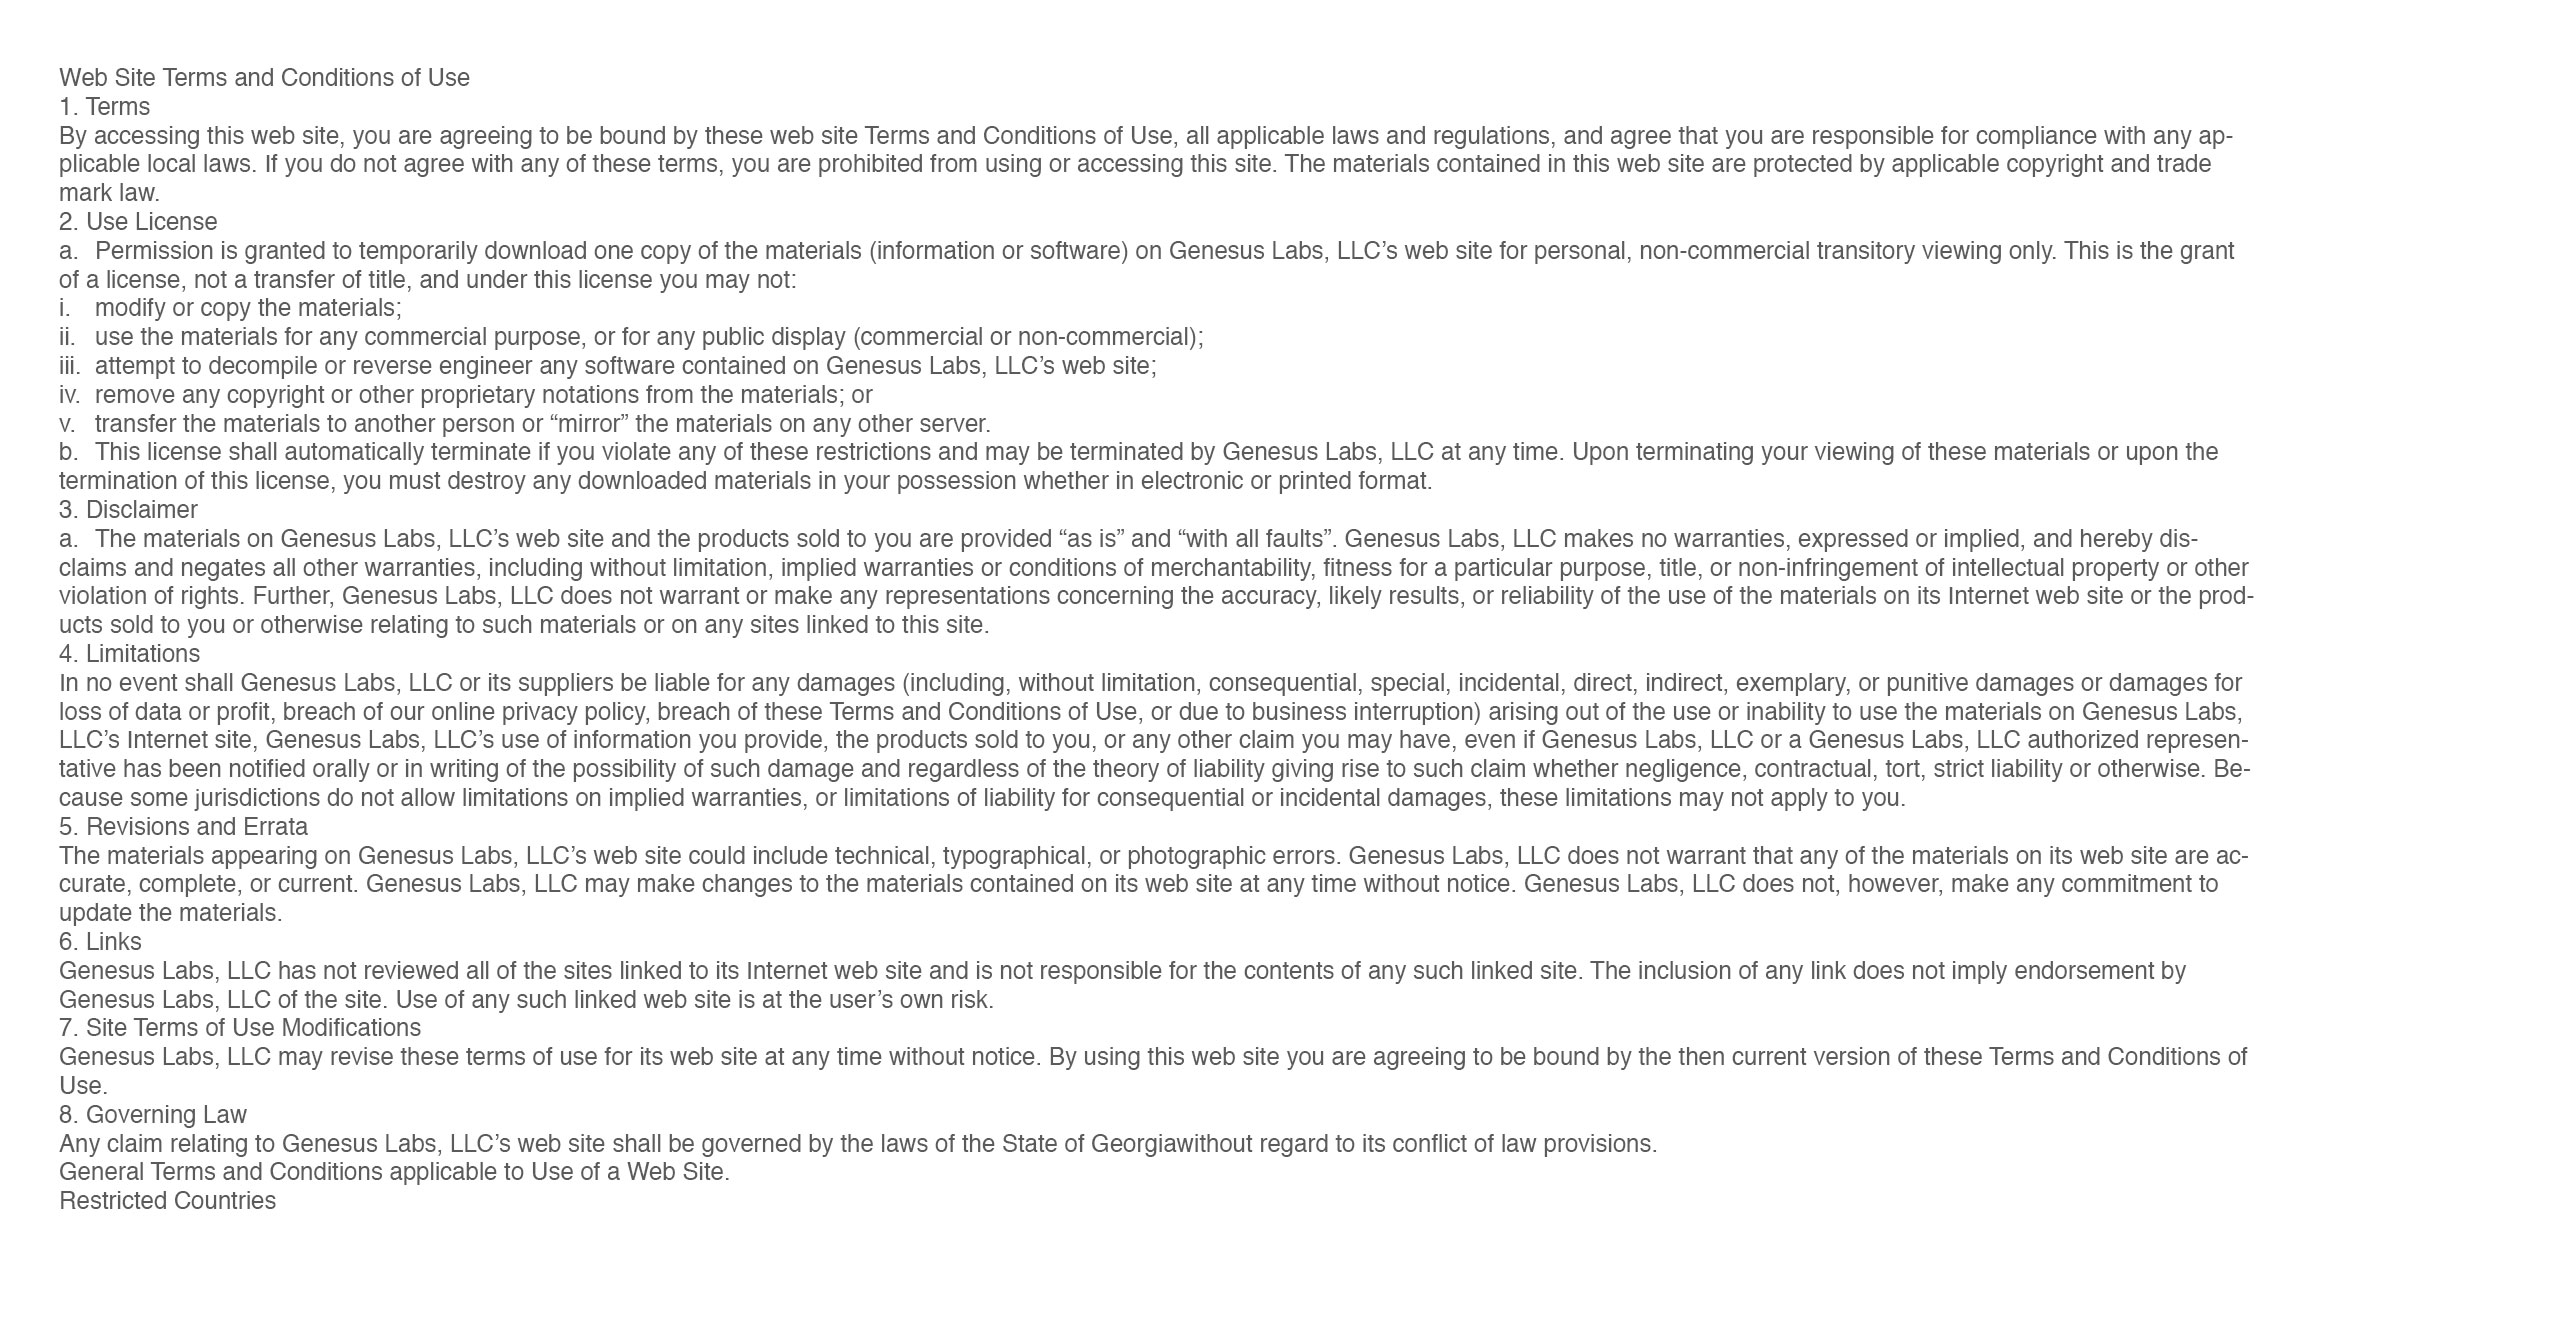 Web Site Terms and Conditions of Use
1. Terms
By accessing this web site, you are agreeing to be bound by these web site Terms and Conditions of Use, all applicable laws and regulations, and agree that you are responsible for compliance with any ap-
plicable local laws. If you do not agree with any of these terms, you are prohibited from using or accessing this site. The materials contained in this web site are protected by applicable copyright and trade
mark law.
2. Use License
a. Permission is granted to temporarily download one copy of the materials (information or software) on Genesus Labs, LLC’s web site for personal, non-commercial transitory viewing only. This is the grant
of a license, not a transfer of title, and under this license you may not:
i. modify or copy the materials;
ii. use the materials for any commercial purpose, or for any public display (commercial or non-commercial);
iii. attempt to decompile or reverse engineer any software contained on Genesus Labs, LLC’s web site;
iv. remove any copyright or other proprietary notations from the materials; or
v. transfer the materials to another person or “mirror” the materials on any other server.
b. This license shall automatically terminate if you violate any of these restrictions and may be terminated by Genesus Labs, LLC at any time. Upon terminating your viewing of these materials or upon the
termination of this license, you must destroy any downloaded materials in your possession whether in electronic or printed format.
3. Disclaimer
a. The materials on Genesus Labs, LLC’s web site and the products sold to you are provided “as is” and “with all faults”. Genesus Labs, LLC makes no warranties, expressed or implied, and hereby dis-
claims and negates all other warranties, including without limitation, implied warranties or conditions of merchantability, fitness for a particular purpose, title, or non-infringement of intellectual property or other
violation of rights. Further, Genesus Labs, LLC does not warrant or make any representations concerning the accuracy, likely results, or reliability of the use of the materials on its Internet web site or the prod-
ucts sold to you or otherwise relating to such materials or on any sites linked to this site.
4. Limitations
In no event shall Genesus Labs, LLC or its suppliers be liable for any damages (including, without limitation, consequential, special, incidental, direct, indirect, exemplary, or punitive damages or damages for
loss of data or profit, breach of our online privacy policy, breach of these Terms and Conditions of Use, or due to business interruption) arising out of the use or inability to use the materials on Genesus Labs,
LLC’s Internet site, Genesus Labs, LLC’s use of information you provide, the products sold to you, or any other claim you may have, even if Genesus Labs, LLC or a Genesus Labs, LLC authorized represen-
tative has been notified orally or in writing of the possibility of such damage and regardless of the theory of liability giving rise to such claim whether negligence, contractual, tort, strict liability or otherwise. Be-
cause some jurisdictions do not allow limitations on implied warranties, or limitations of liability for consequential or incidental damages, these limitations may not apply to you.
5. Revisions and Errata
The materials appearing on Genesus Labs, LLC’s web site could include technical, typographical, or photographic errors. Genesus Labs, LLC does not warrant that any of the materials on its web site are ac-
curate, complete, or current. Genesus Labs, LLC may make changes to the materials contained on its web site at any time without notice. Genesus Labs, LLC does not, however, make any commitment to
update the materials.
6. Links
Genesus Labs, LLC has not reviewed all of the sites linked to its Internet web site and is not responsible for the contents of any such linked site. The inclusion of any link does not imply endorsement by
Genesus Labs, LLC of the site. Use of any such linked web site is at the user’s own risk.
7. Site Terms of Use Modifications
Genesus Labs, LLC may revise these terms of use for its web site at any time without notice. By using this web site you are agreeing to be bound by the then current version of these Terms and Conditions of
Use.
8. Governing Law
Any claim relating to Genesus Labs, LLC’s web site shall be governed by the laws of the State of Georgiawithout regard to its conflict of law provisions.
General Terms and Conditions applicable to Use of a Web Site.
Restricted Countries